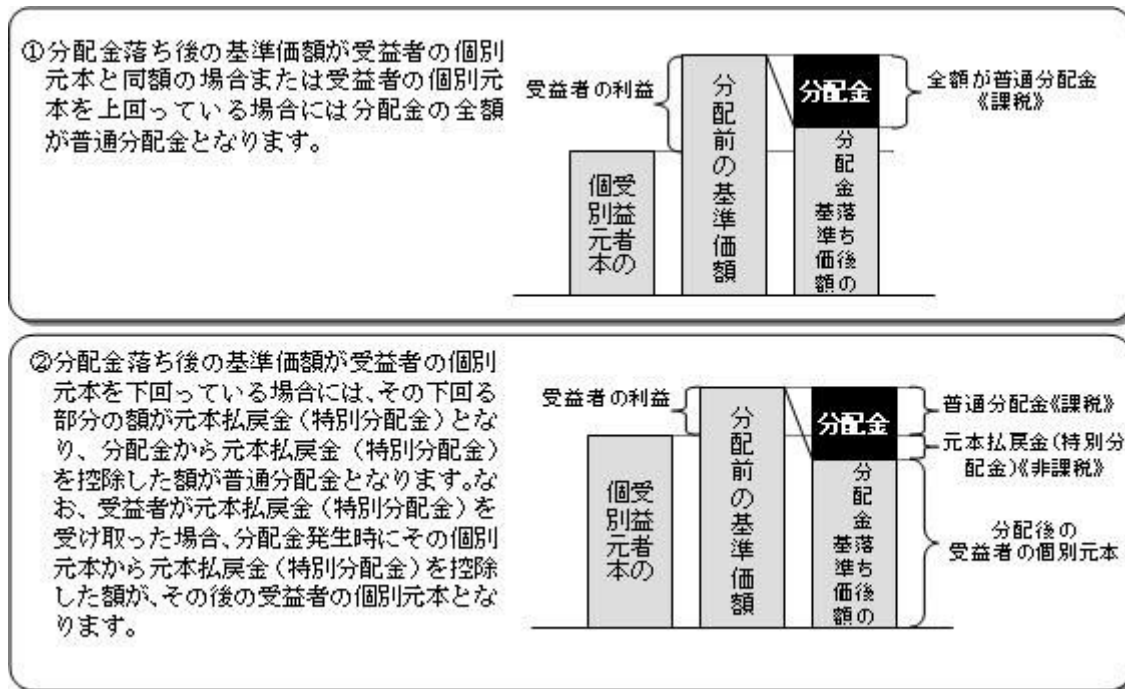 ①分配金落ち後の基準価額が受益者の個別
元本と同額の場合または受益者の個別元
本を上回っている場合には分配金の全額
が普通分配金となります。
受益者の利益
受益者の
個別元本
分配前の基準価額
分配金
分配金落ち後の
基準価額
全額が普通分配金
《課税》
②分配金落ち後の基準価額が受益者の個別
元本を下回っている場合には、その下回る
部分の額が元本払戻金(特別分配金)とな
り、分配金から元本払戻金(特別分配金)
を控除した額が普通分配金となります。な
お、受益者が元本払戻金(特別分配金)を
受け取った場合、分配金発生時にその個別
元本から元本払戻金(特別分配金)を控除
した額が、その後の受益者の個別元本とな
ります。
受益者の利益
受益者の
個別元本
分配前の基準価額
分配金
分配金落ち後の
基準価額
普通分配金《課税》
元本払戻金(特別分
配金)《非課税》
分配後の
受益者の個別元本